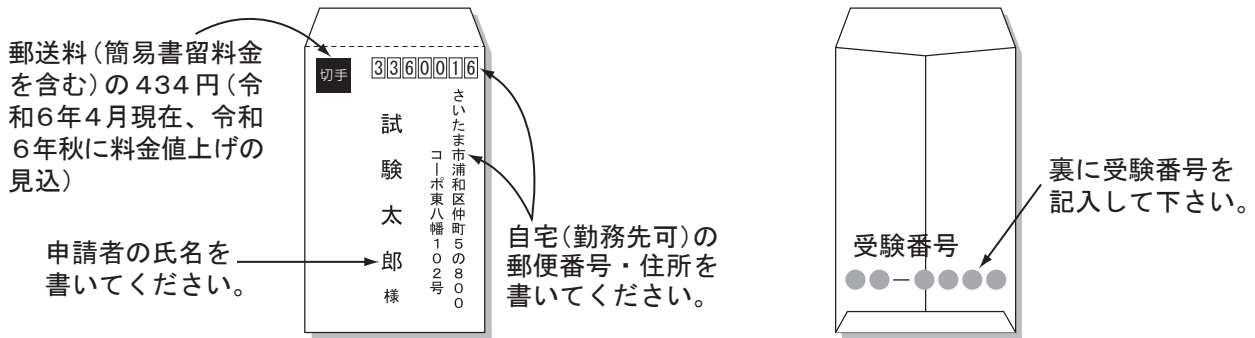 郵送料（簡易書留料金
を含む）の４３４円（令
和６年４月現在、令和
６年秋に料金値上げの
見込）
申請者の氏名を
書いてください。
切手
3360016
さいたま市浦和区仲町５の８００
コーポ東八幡１０２号
試験太郎様
自宅（勤務先可）の
郵便番号・住所を
書いてください。
裏に受験番号を
記入して下さい。
受験番号
●●－●●●●